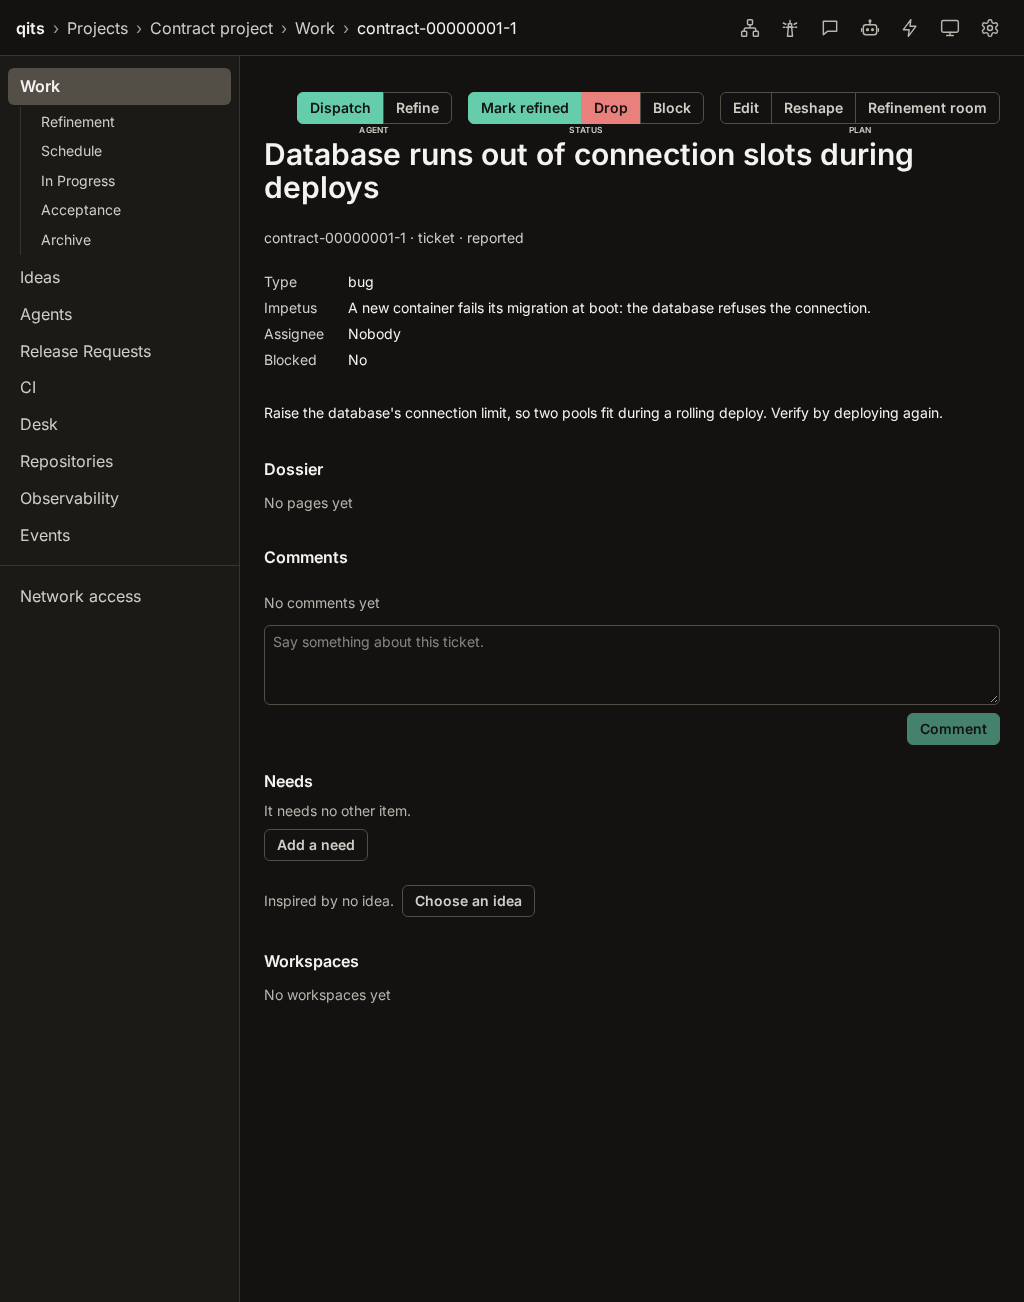 qits › Projects › Contract project › Work › contract-00000001-1
Work
Refinement
Schedule
In Progress
Acceptance
Archive
Ideas
Agents
Release Requests
CI
Desk
Repositories
Observability
Events
Network access
Dispatch Refine
AGENT
Mark refined Drop Block
STATUS
Edit Reshape Refinement room
PLAN
Database runs out of connection slots during
deploys
contract-00000001-1 · ticket · reported
Type bug
Impetus A new container fails its migration at boot: the database refuses the connection.
Assignee Nobody
Blocked No
Raise the database's connection limit, so two pools fit during a rolling deploy. Verify by deploying again.
Dossier
No pages yet
Comments
No comments yet
Say something about this ticket.
Comment
Needs
It needs no other item.
Add a need
Inspired by no idea. Choose an idea
Workspaces
No workspaces yet